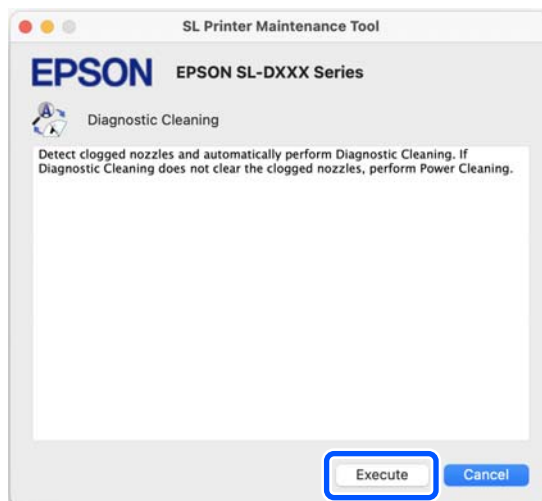 SL Printer Maintenance Tool
EPSON EPSON SL-DXXX Series
Diagnostic Cleaning
Detect clogged nozzles and automatically perform Diagnostic Cleaning. If
Diagnostic Cleaning does not clear the clogged nozzles, perform Power Cleaning.
Execute Cancel